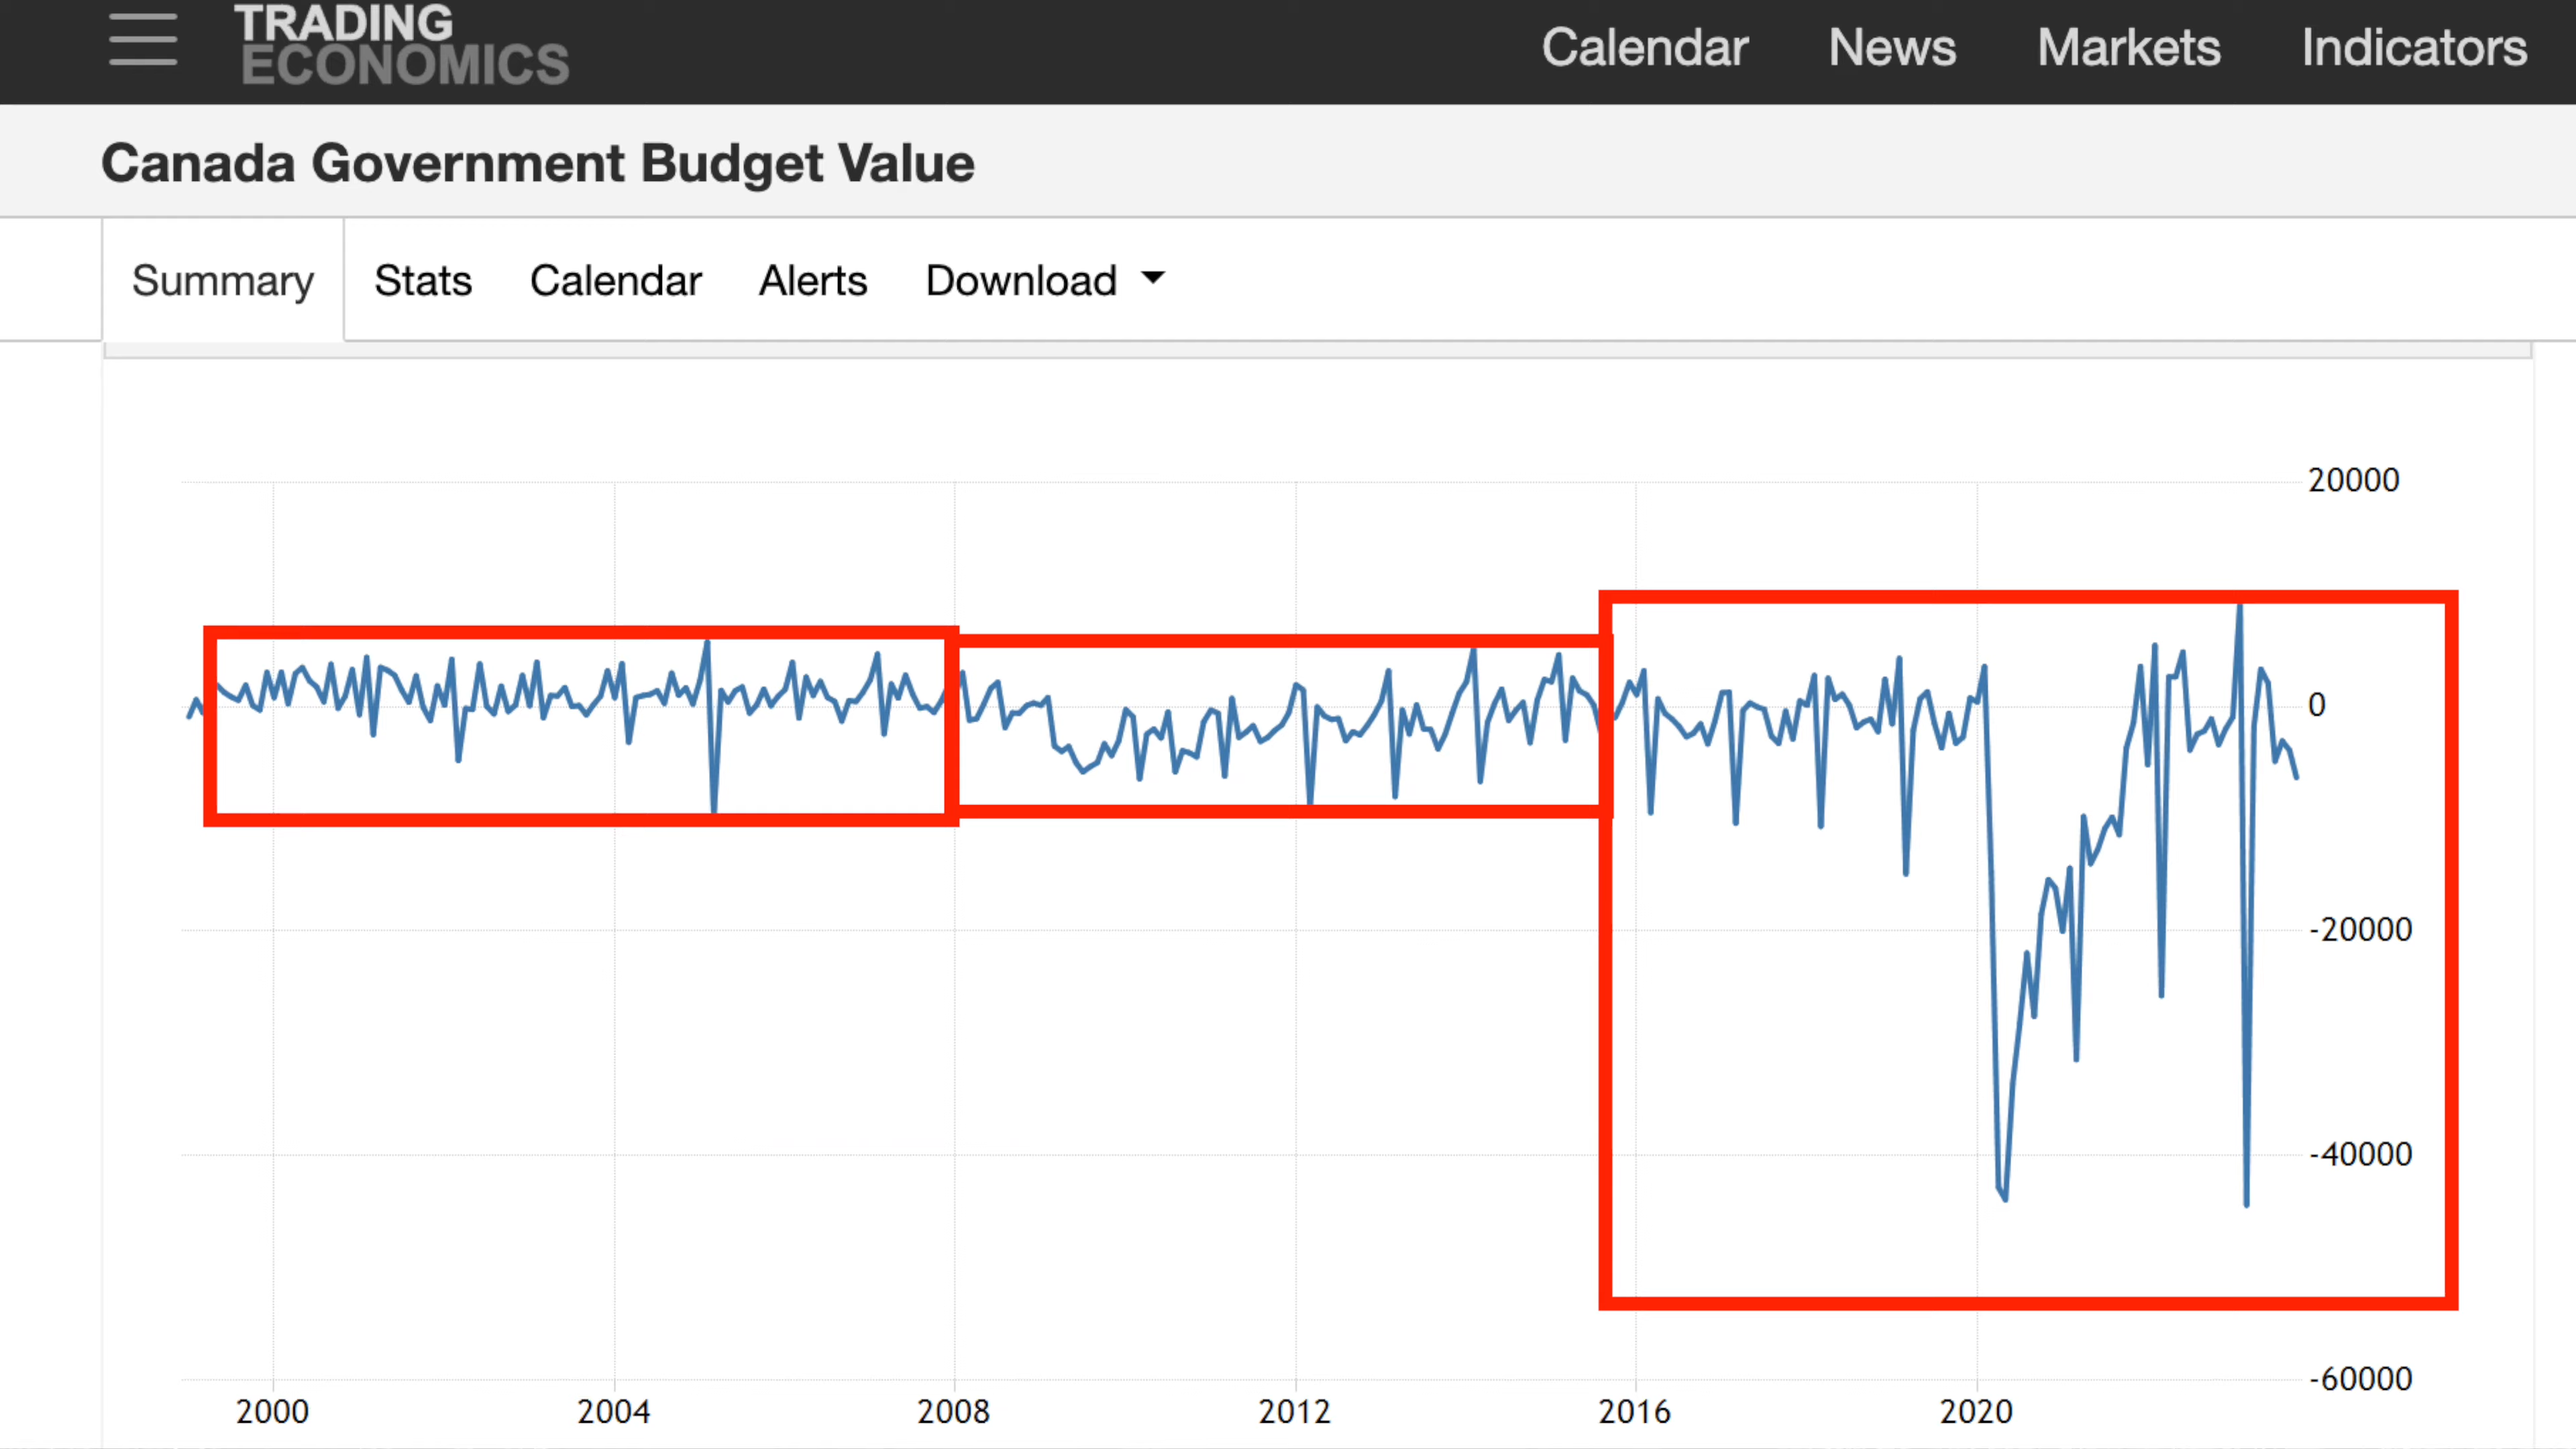 TRADING
ECONOMICS
Calendar News Markets Indicators
Canada Government Budget Value
Summary Stats Calendar Alerts Download
20000
0
-20000
-40000
-60000
2000 2004 2008 2012 2016 2020